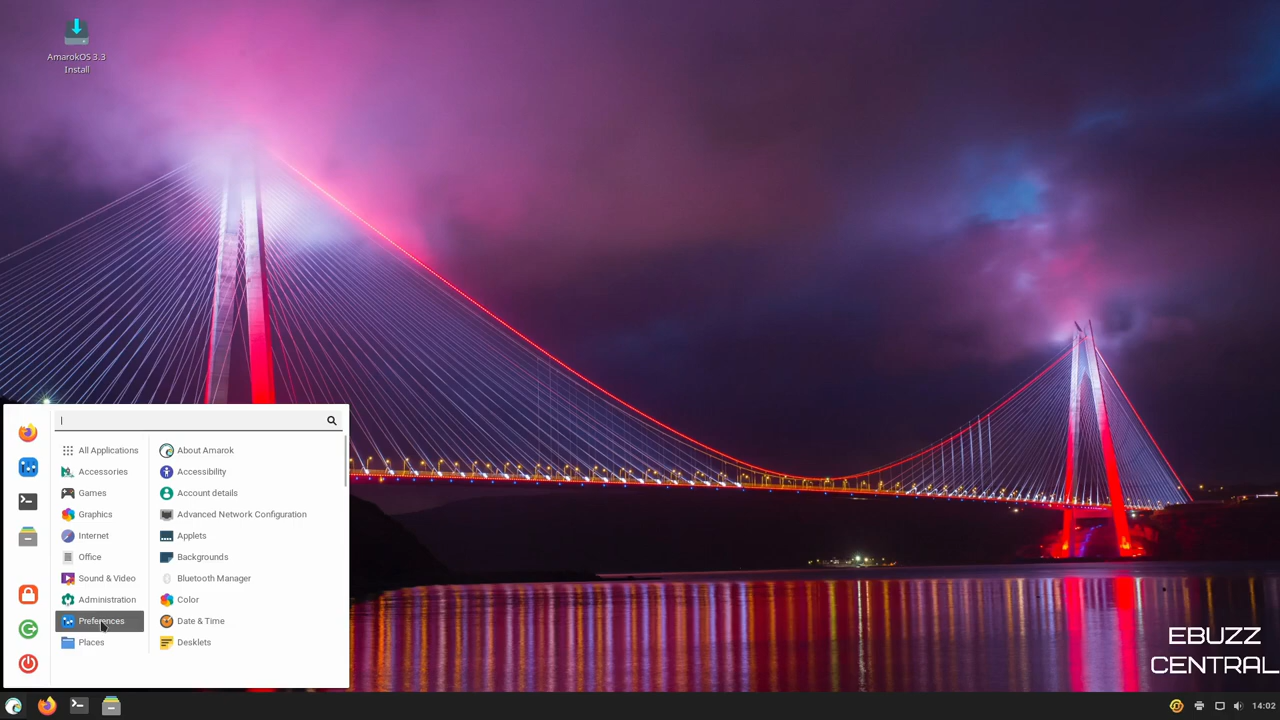 AmarokOS 3.3
Install
All Applications
Accessories
Games
Graphics
Internet
Office
Sound & Video
Administration
Preferences
Places
About Amarok
Accessibility
Account details
Advanced Network Configuration
Applets
Backgrounds
Bluetooth Manager
Color
Date & Time
Desklets
EBUZZ
CENTRAL
14:02